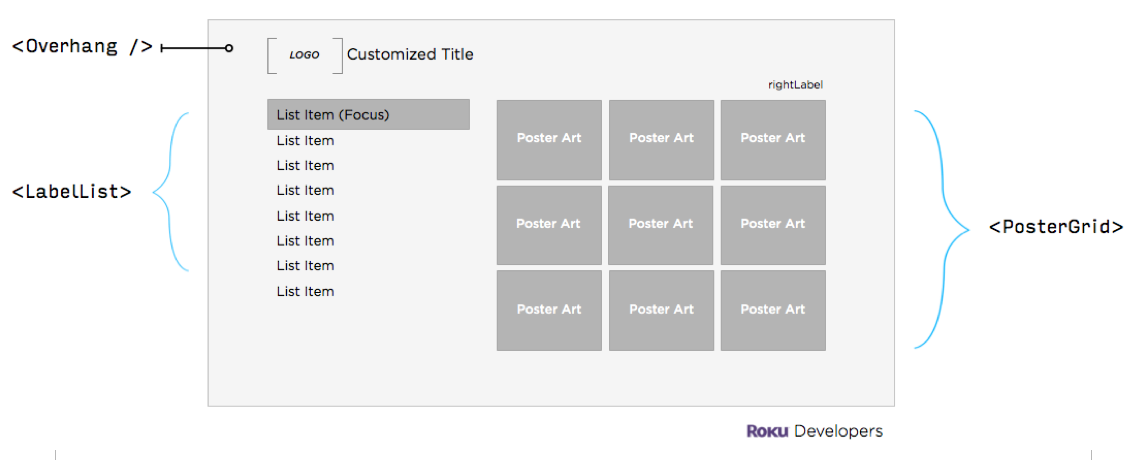 <Overhang />
LOGO Customized Title
rightLabel
List Item (Focus)
List Item
List Item
List Item
List Item
List Item
List Item
List Item
<LabelList>
Poster Art Poster Art Poster Art
Poster Art Poster Art Poster Art
Poster Art Poster Art Poster Art
<PosterGrid>
Roku Developers